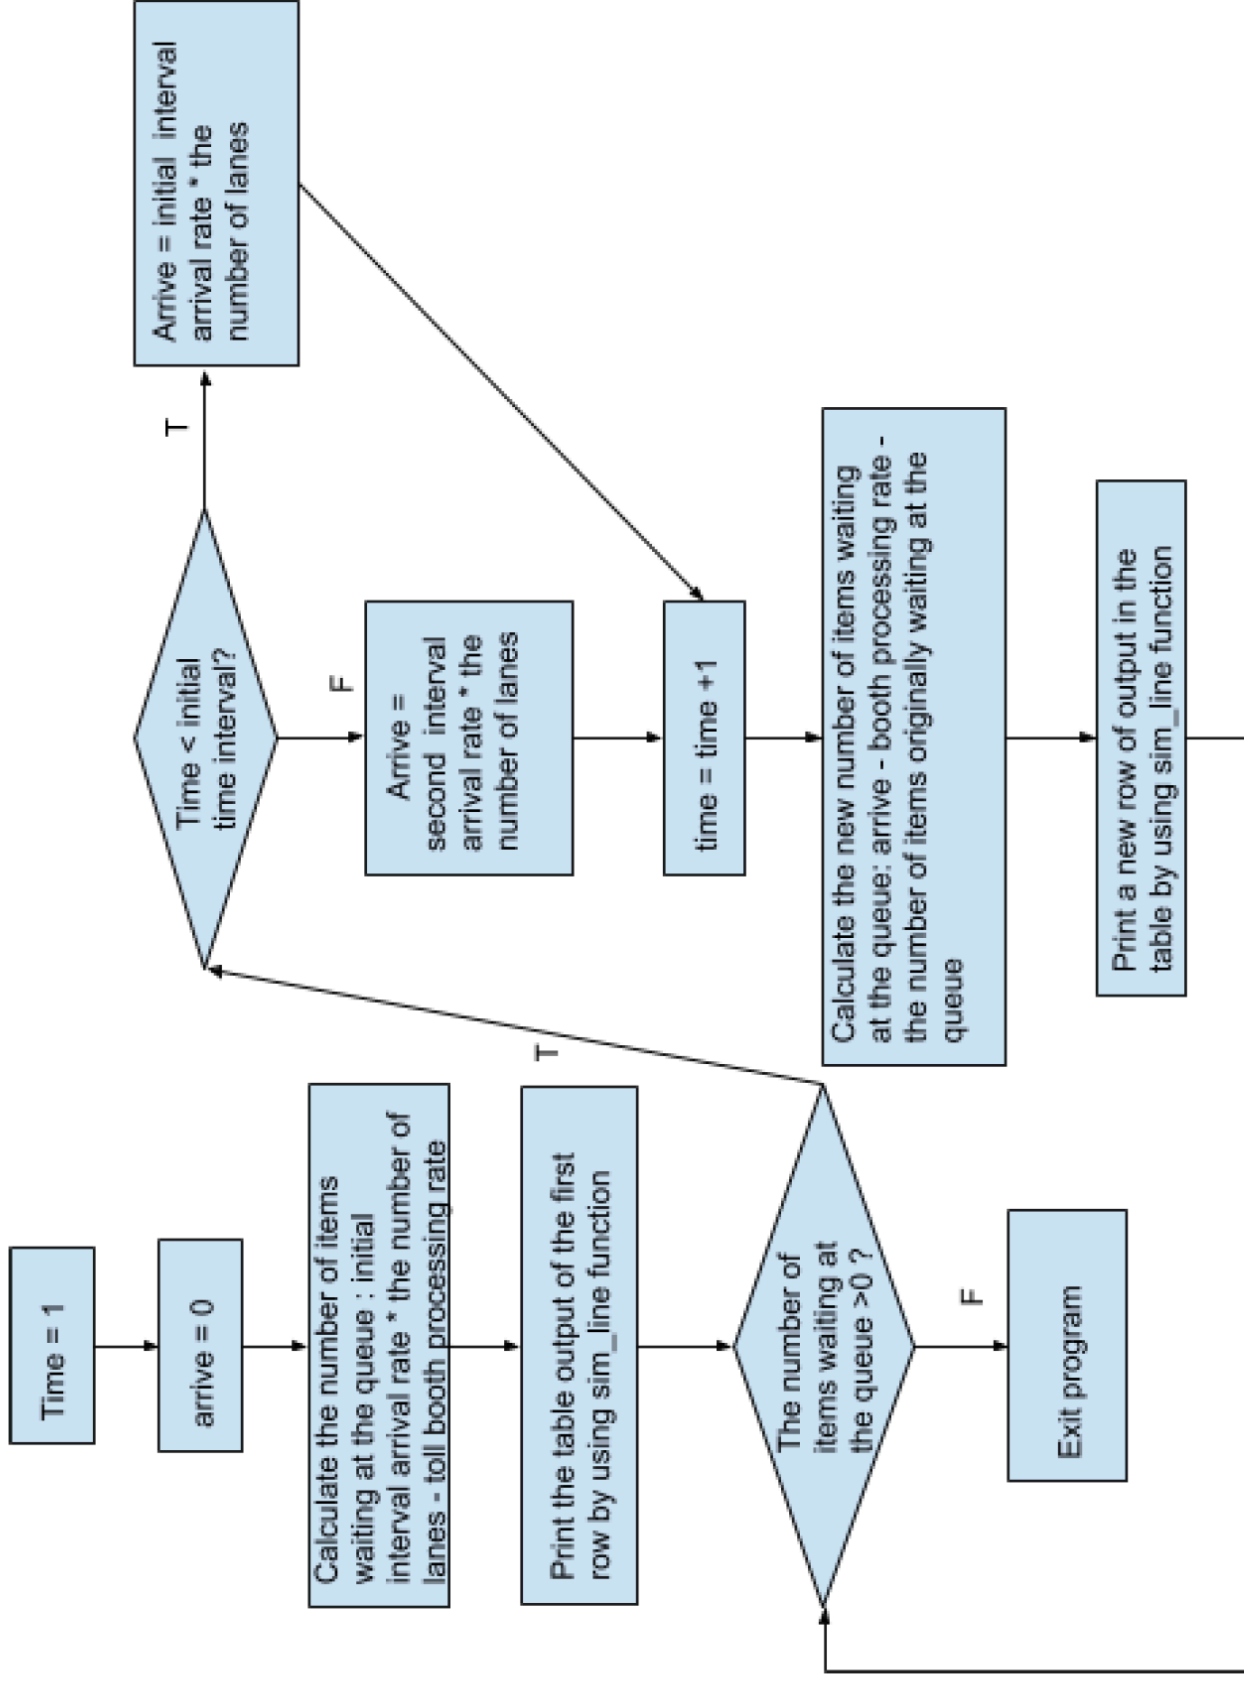 Time = 1
arrive = 0
Calculate the number of items
waiting at the queue : initial
interval arrival rate * the number of
lanes - toll booth processing rate
Print the table output of the first
row by using sim_line function
The number of
items waiting at
the queue >0 ?
F
Exit program
T
Time < initial
time interval?
T
Arrive = initial interval
arrival rate * the
number of lanes
F
Arrive =
second interval
arrival rate * the
number of lanes
time = time +1
Calculate the new number of items waiting
at the queue: arrive - booth processing rate -
the number of items originally waiting at the
queue
Print a new row of output in the
table by using sim_line function